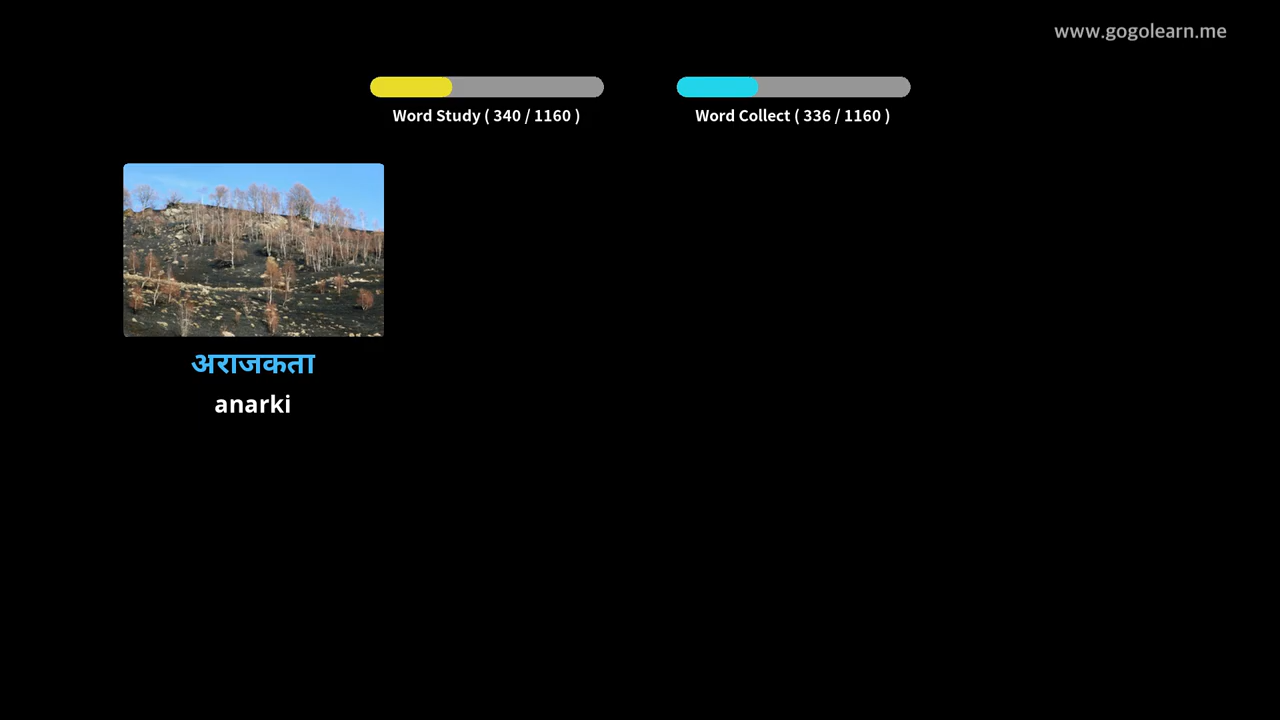 www.gogolearn.me
Word Study ( 340 / 1160 )
Word Collect ( 336 / 1160 )
अराजकता
anarki